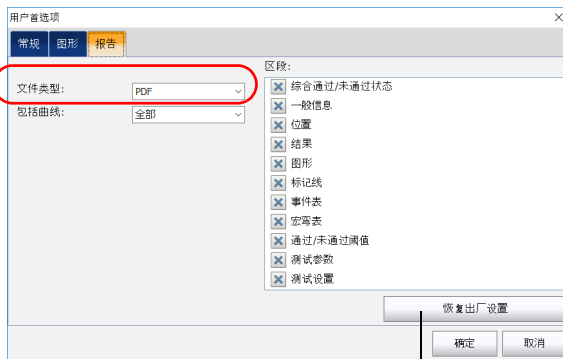 用户首选项
常规 图形 报告
区段:
文件类型: PDF
包括曲线: 全部
综合通过/未通过状态
一般信息
位置
结果
图形
标记线
事件表
宏弯表
通过/未通过阈值
测试参数
测试设置
恢复出厂设置
确定 取消